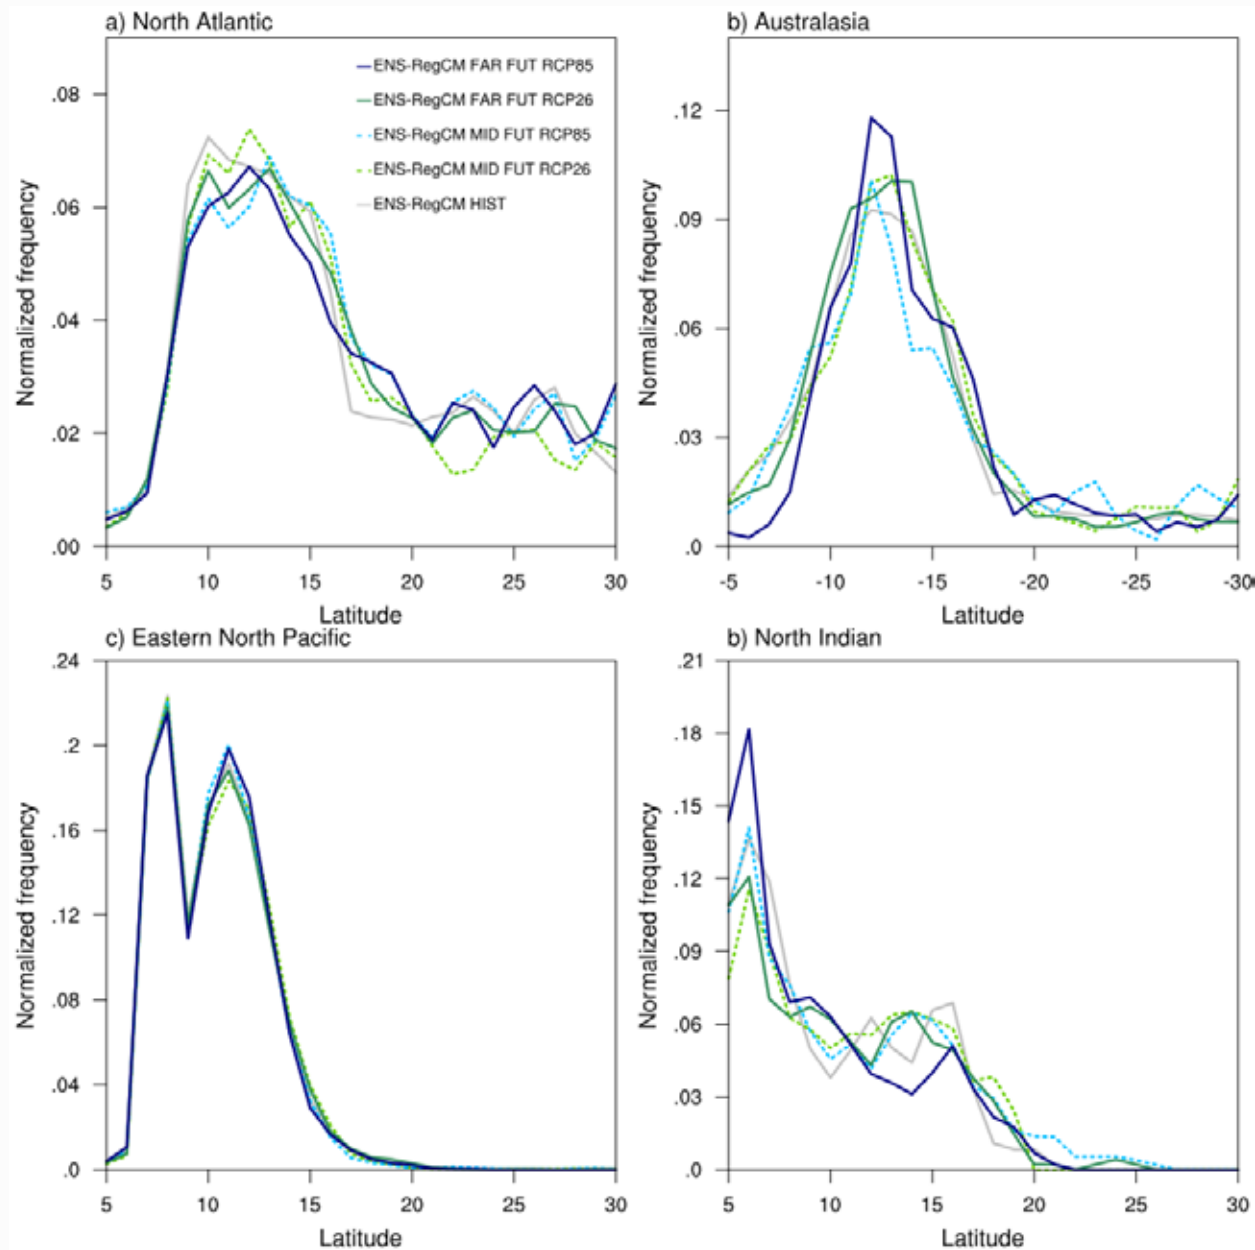 a) North Atlantic
.08
.06
.04
.02
.00
Normalized frequency
ENS-RegCM FAR FUT RCP85
ENS-RegCM FAR FUT RCP26
ENS-RegCM MID FUT RCP85
ENS-RegCM MID FUT RCP26
ENS-RegCM HIST
5 10 15 20 25 30
Latitude
b) Australasia
.12
.09
.06
.03
.0
Normalized frequency
-5 -10 -15 -20 -25 -30
Latitude
c) Eastern North Pacific
.24
.2
.16
.12
.08
.04
.0
Normalized frequency
5 10 15 20 25 30
Latitude
b) North Indian
.21
.18
.15
.12
.09
.06
.03
.0
Normalized frequency
5 10 15 20 25 30
Latitude